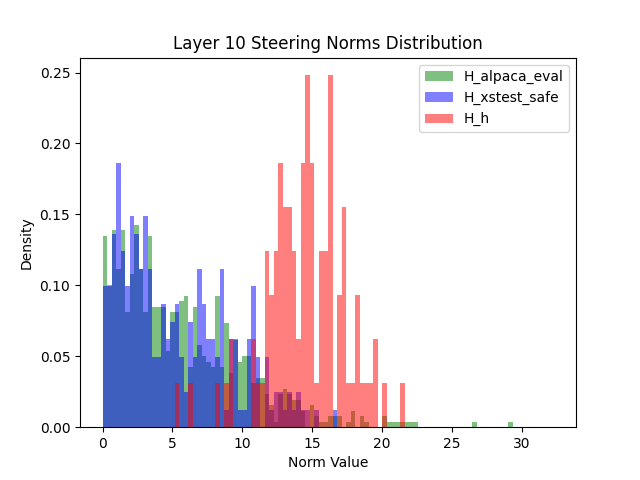 Layer 10 Steering Norms Distribution
H_alpaca_eval
H_xstest_safe
H_h
Density
0.25
0.20
0.15
0.10
0.05
0.00
0
5
10
15
20
25
30
Norm Value